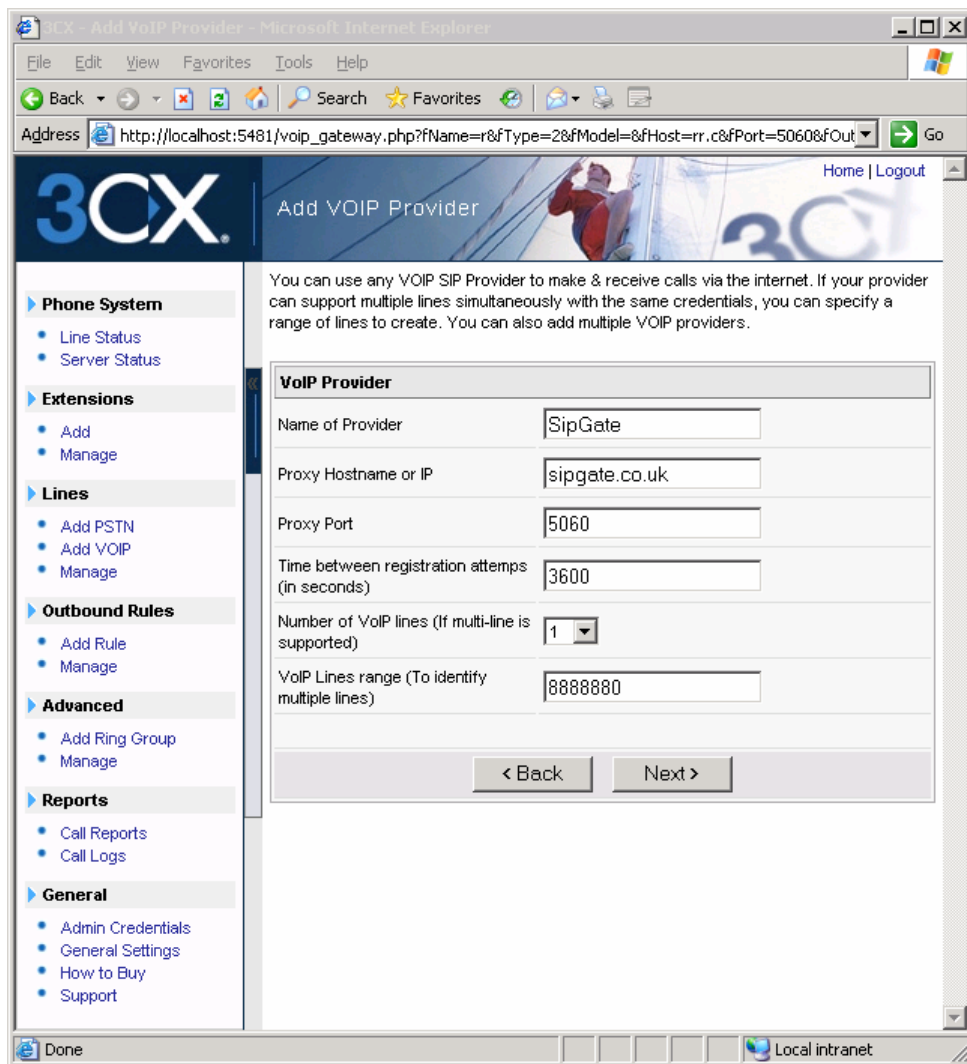 3CX - Add VoIP Provider - Microsoft Internet Explorer
File Edit View Favorites Tools Help
Back Search Favorites
Address http://localhost:5481/voip_gateway.php?fName=r&fType=2&fModel=&fHost=rr.c&fPort=5060&fOut Go
3CX®
Add VOIP Provider
Home | Logout
3C
Phone System
Line Status
Server Status
Extensions
Add
Manage
Lines
Add PSTN
Add VOIP
Manage
Outbound Rules
Add Rule
Manage
Advanced
Add Ring Group
Manage
Reports
Call Reports
Call Logs
General
Admin Credentials
General Settings
How to Buy
Support
You can use any VOIP SIP Provider to make & receive calls via the internet. If your provider
can support multiple lines simultaneously with the same credentials, you can specify a
range of lines to create. You can also add multiple VOIP providers.
VoIP Provider
Name of Provider SipGate
Proxy Hostname or IP sipgate.co.uk
Proxy Port 5060
Time between registration attemps
(in seconds) 3600
Number of VoIP lines (If multi-line is
supported) 1
VoIP Lines range (To identify
multiple lines) 8888880
< Back Next >
Done Local intranet